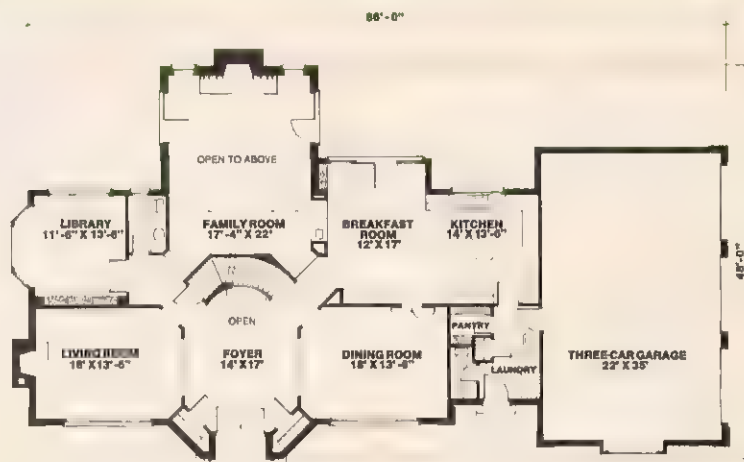 86'-0"
OPEN TO ABOVE
LIBRARY
11'-6" X 13'-6"
FAMILY ROOM
17'-4" X 22'
BREAKFAST
ROOM
12' X 17'
KITCHEN
14' X 13'-6"
48'-0"
OPEN
PANTRY
LIVING ROOM
18' X 13'-6"
FOYER
14' X 17'
DINING ROOM
18' X 13'-6"
LAUNDRY
THREE-CAR GARAGE
22' X 35'